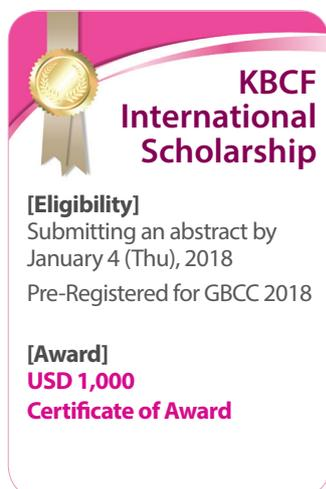 KBCF
International
Scholarship
[Eligibility]
Submitting an abstract by
January 4 (Thu), 2018
Pre-Registered for GBCC 2018
[Award]
USD 1,000
Certificate of Award